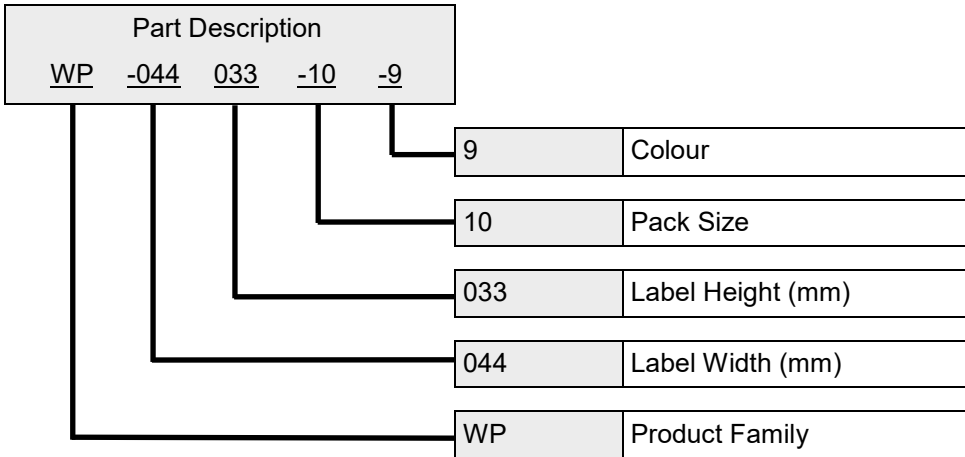 Part Description
WP -044 033 -10 -9
9 Colour
10 Pack Size
033 Label Height (mm)
044 Label Width (mm)
WP Product Family